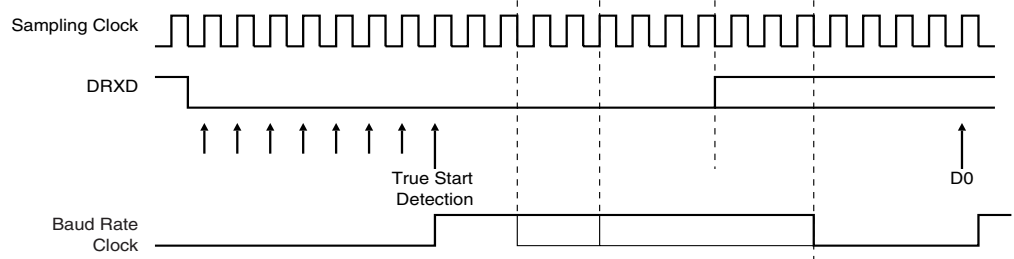 Sampling Clock
DRXD
True Start
Detection
D0
Baud Rate
Clock